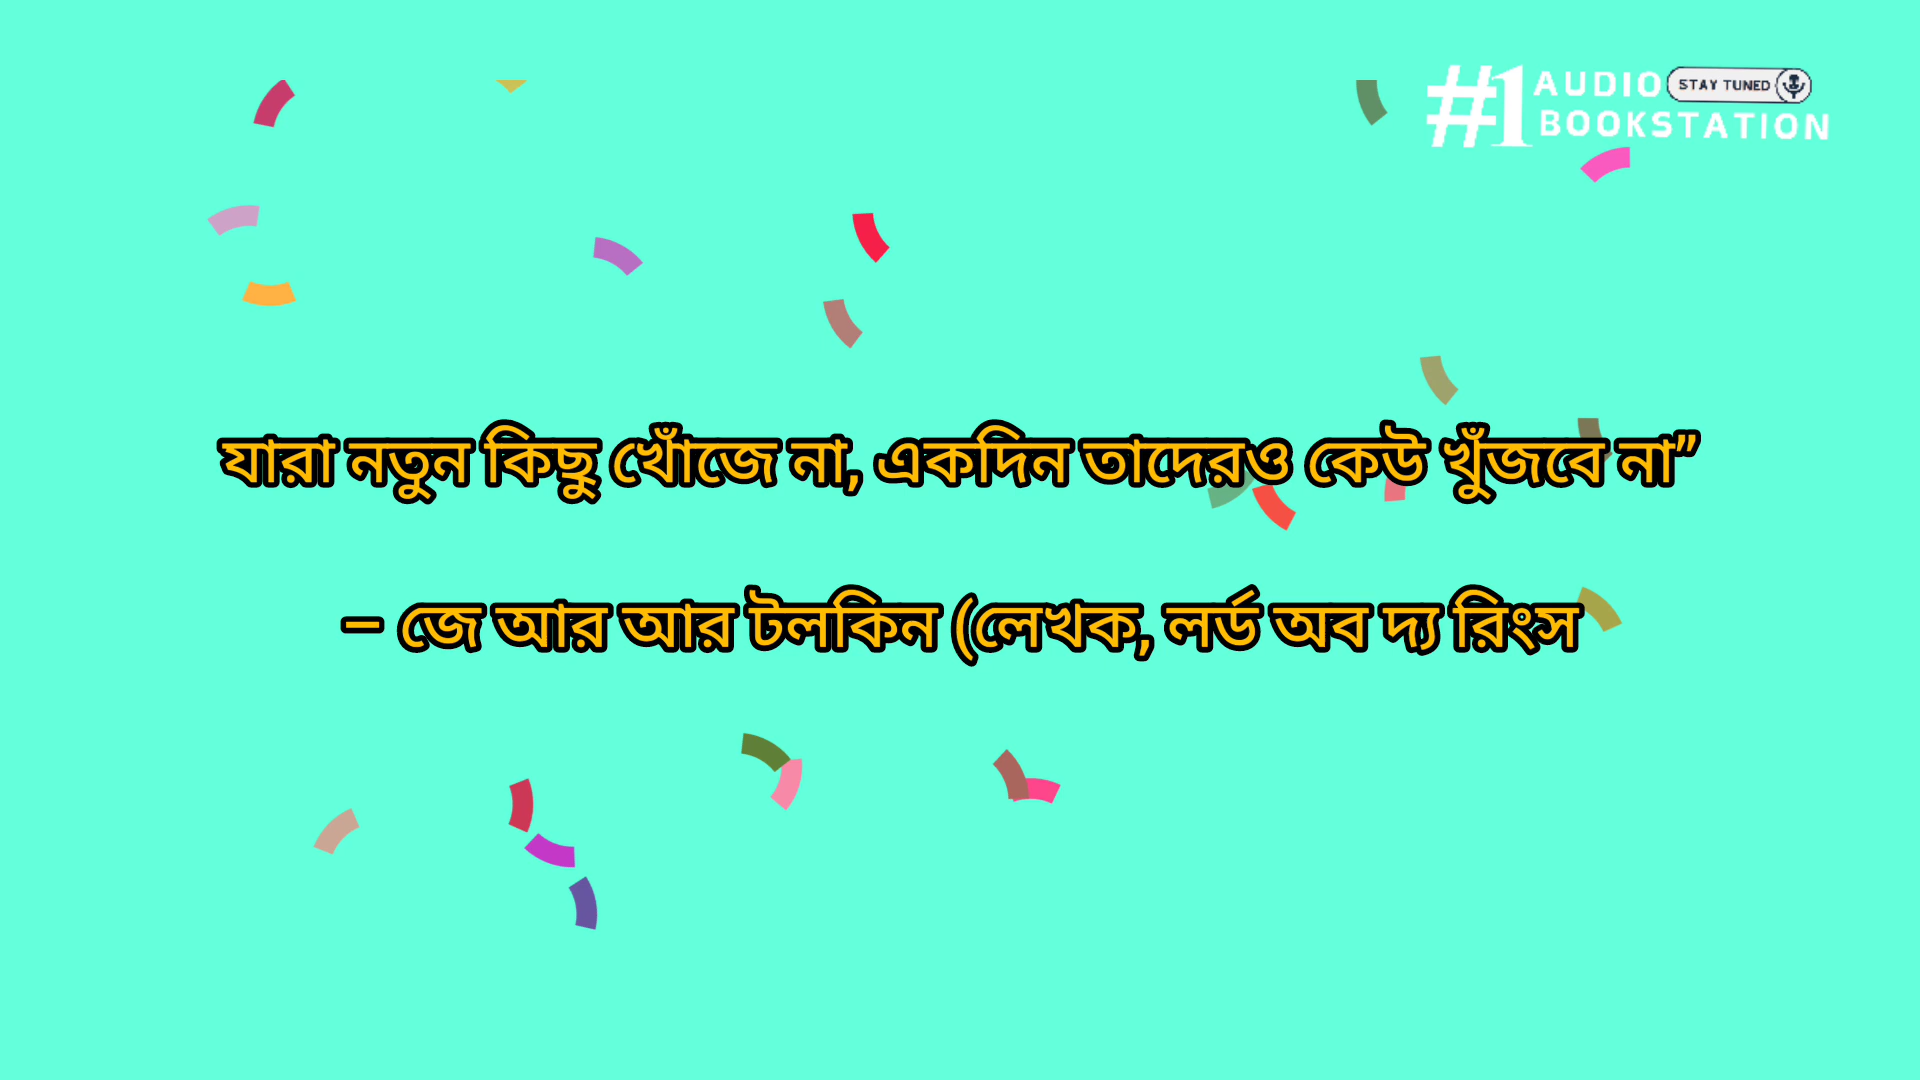 #1 AUDIO STAY TUNED
BOOKSTATION
যারা নতুন কিছু খোঁজে না, একদিন তাদেরও কেউ খুঁজবে না”
– জে আর আর টলকিন (লেখক, লর্ড অব দ্য রিংস